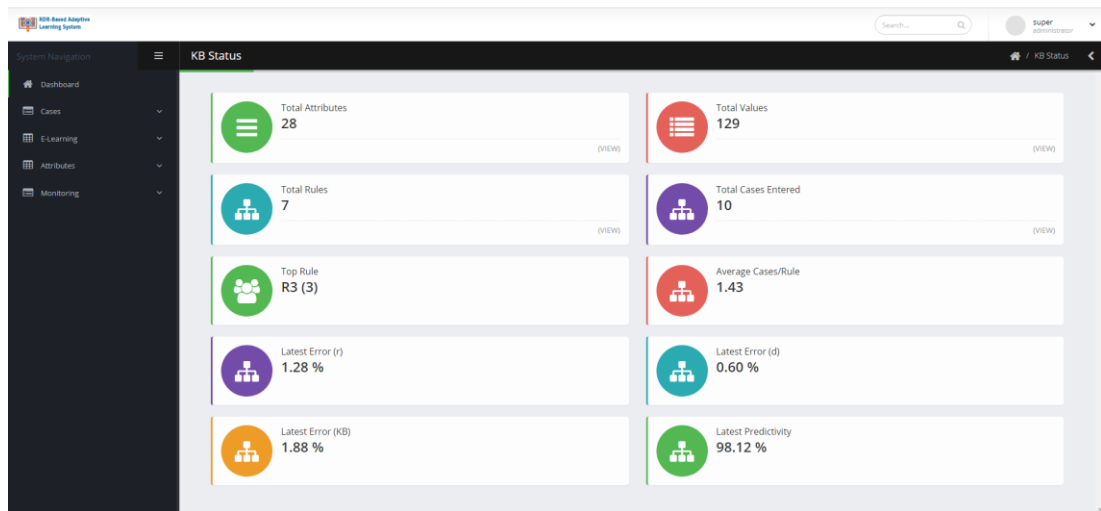 RDR-Based Adaptive
Learning System
Search...
super
administrator
System Navigation
KB Status
/ KB Status
Dashboard
Cases
E-Learning
Attributes
Monitoring
Total Attributes
28
(VIEW)
Total Values
129
(VIEW)
Total Rules
7
(VIEW)
Total Cases Entered
10
(VIEW)
Top Rule
R3 (3)
Average Cases/Rule
1.43
Latest Error (r)
1.28 %
Latest Error (d)
0.60 %
Latest Error (KB)
1.88 %
Latest Predictivity
98.12 %